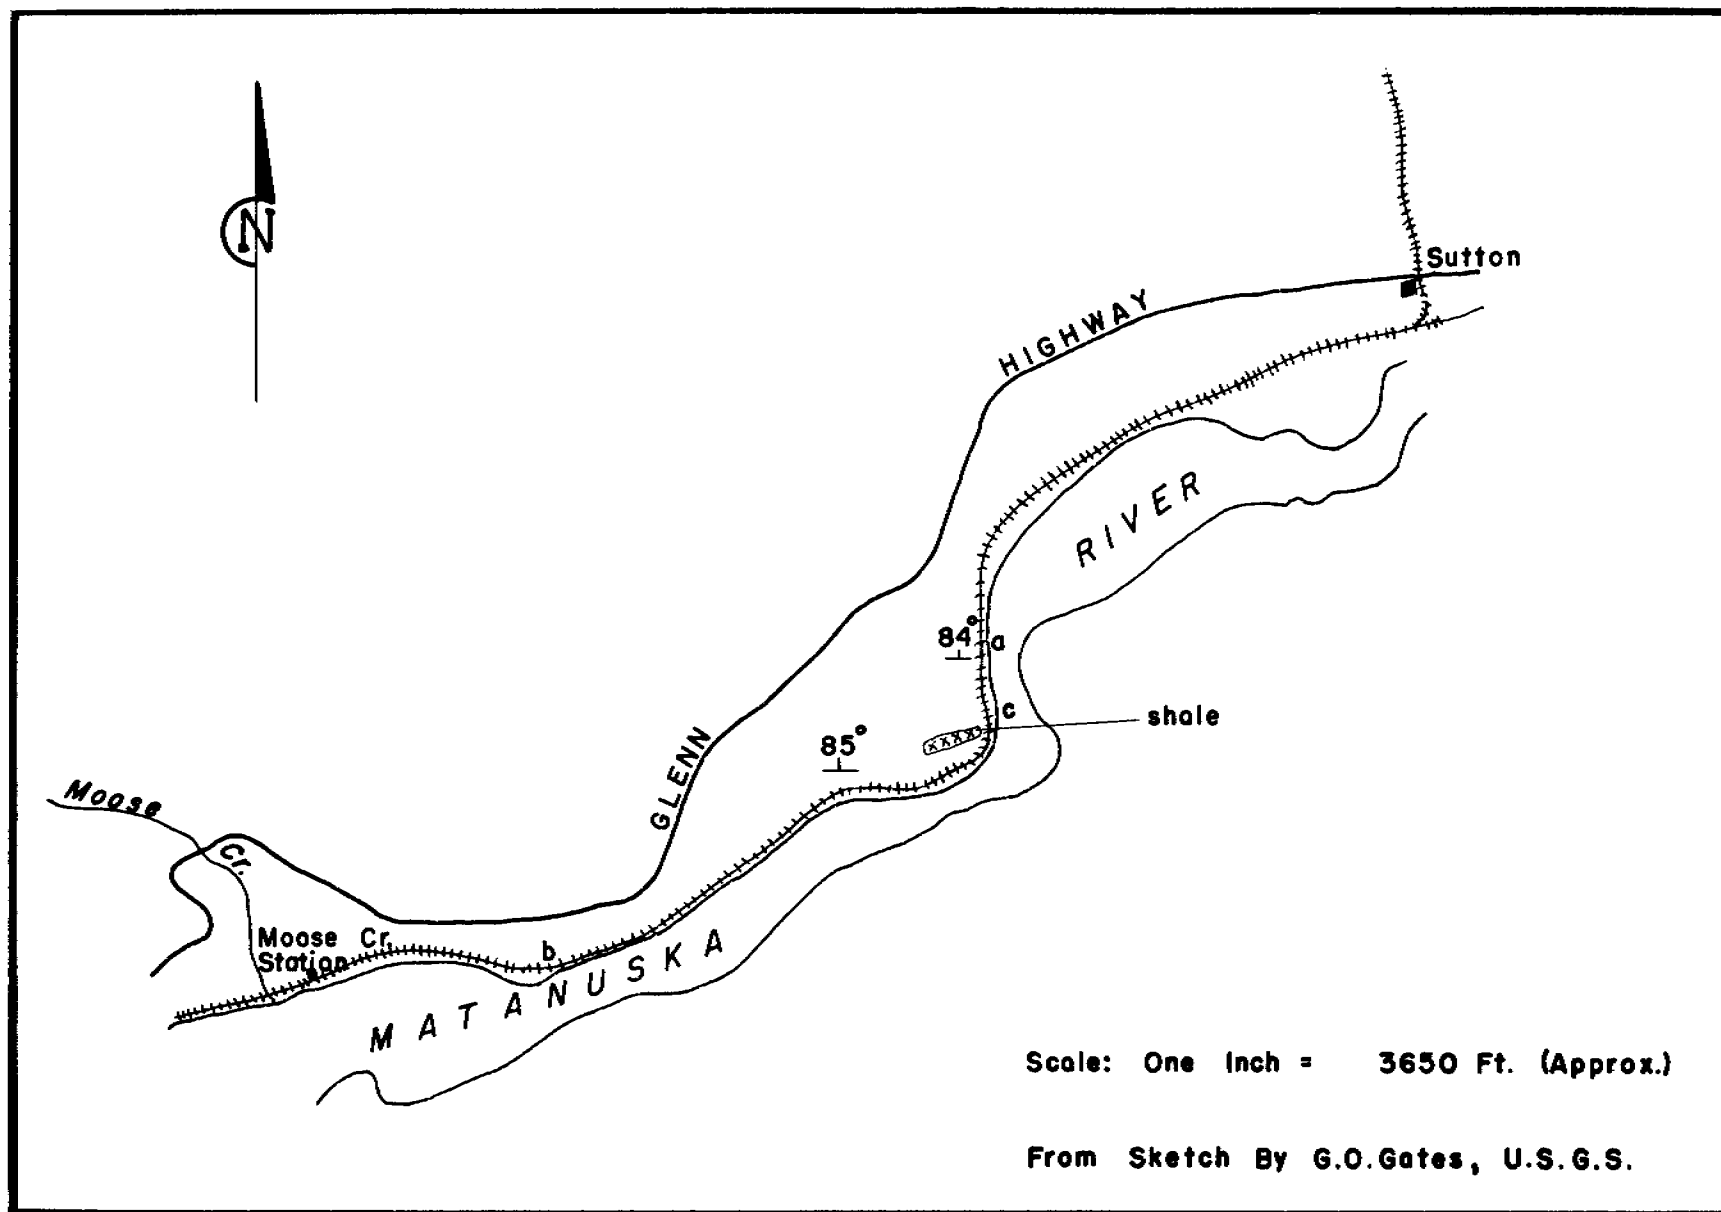 N
Sutton
HIGHWAY
RIVER
84°
a
c
shale
85°
GLENN
Moose
Cr.
Moose Cr.
Station
b
MATANUSKA
Scale: One Inch = 3650 Ft. (Approx.)
From Sketch By G.O.Gates, U.S.G.S.